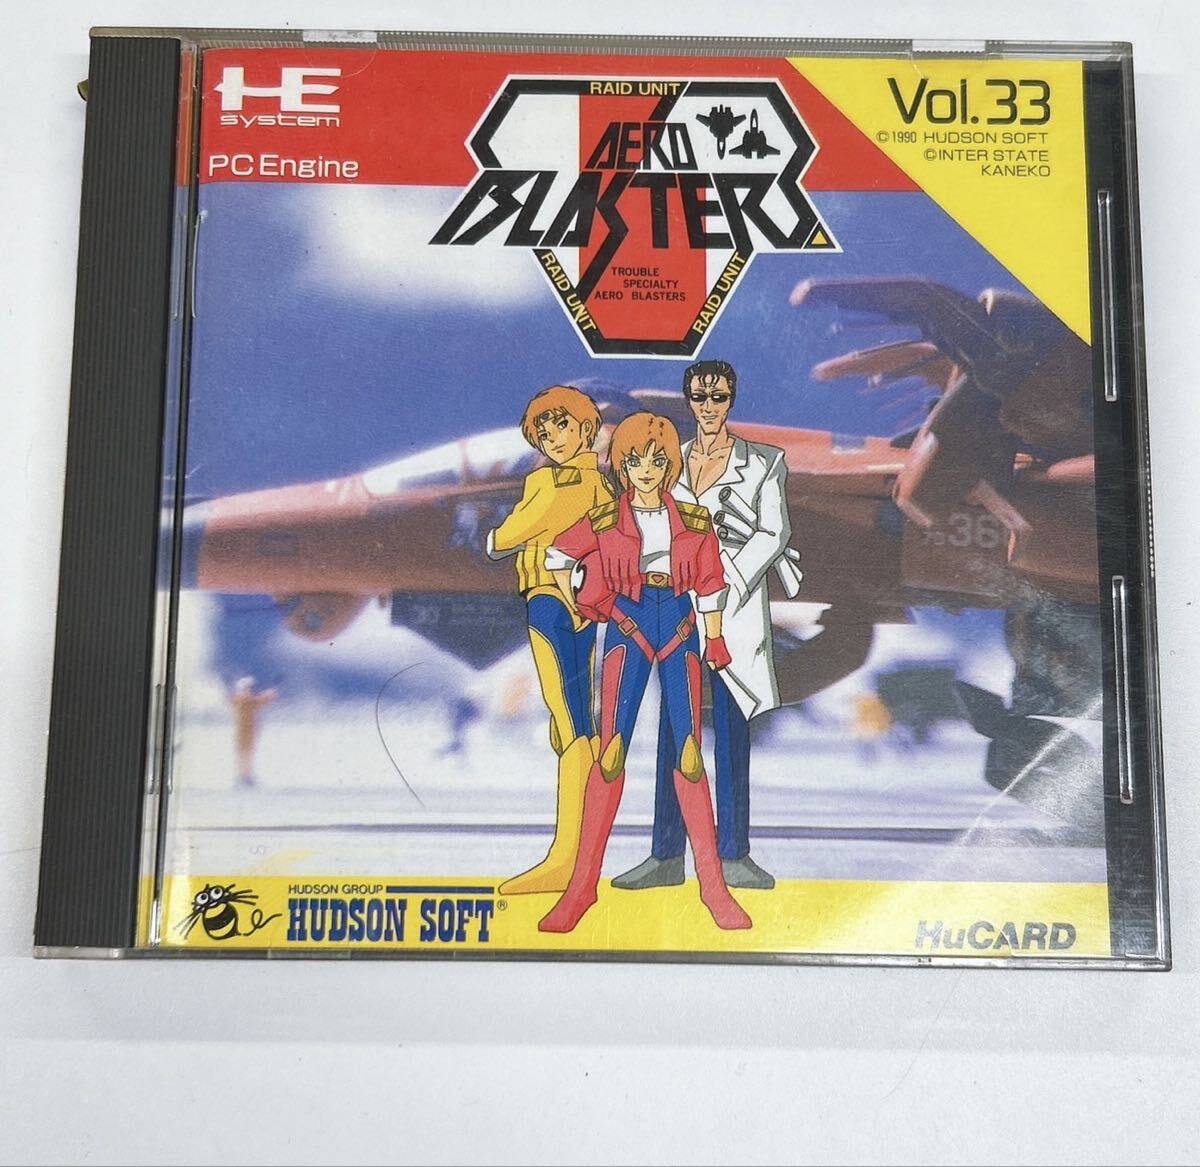 HE
system
PC Engine
RAID UNIT
AERO
BLASTERS
RAID UNIT
RAID UNIT
TROUBLE
SPECIALTY
AERO BLASTERS
Vol.33
©1990 HUDSON SOFT
©INTER STATE
KANEKO
36
HUDSON GROUP
HUDSON SOFT®
HuCARD